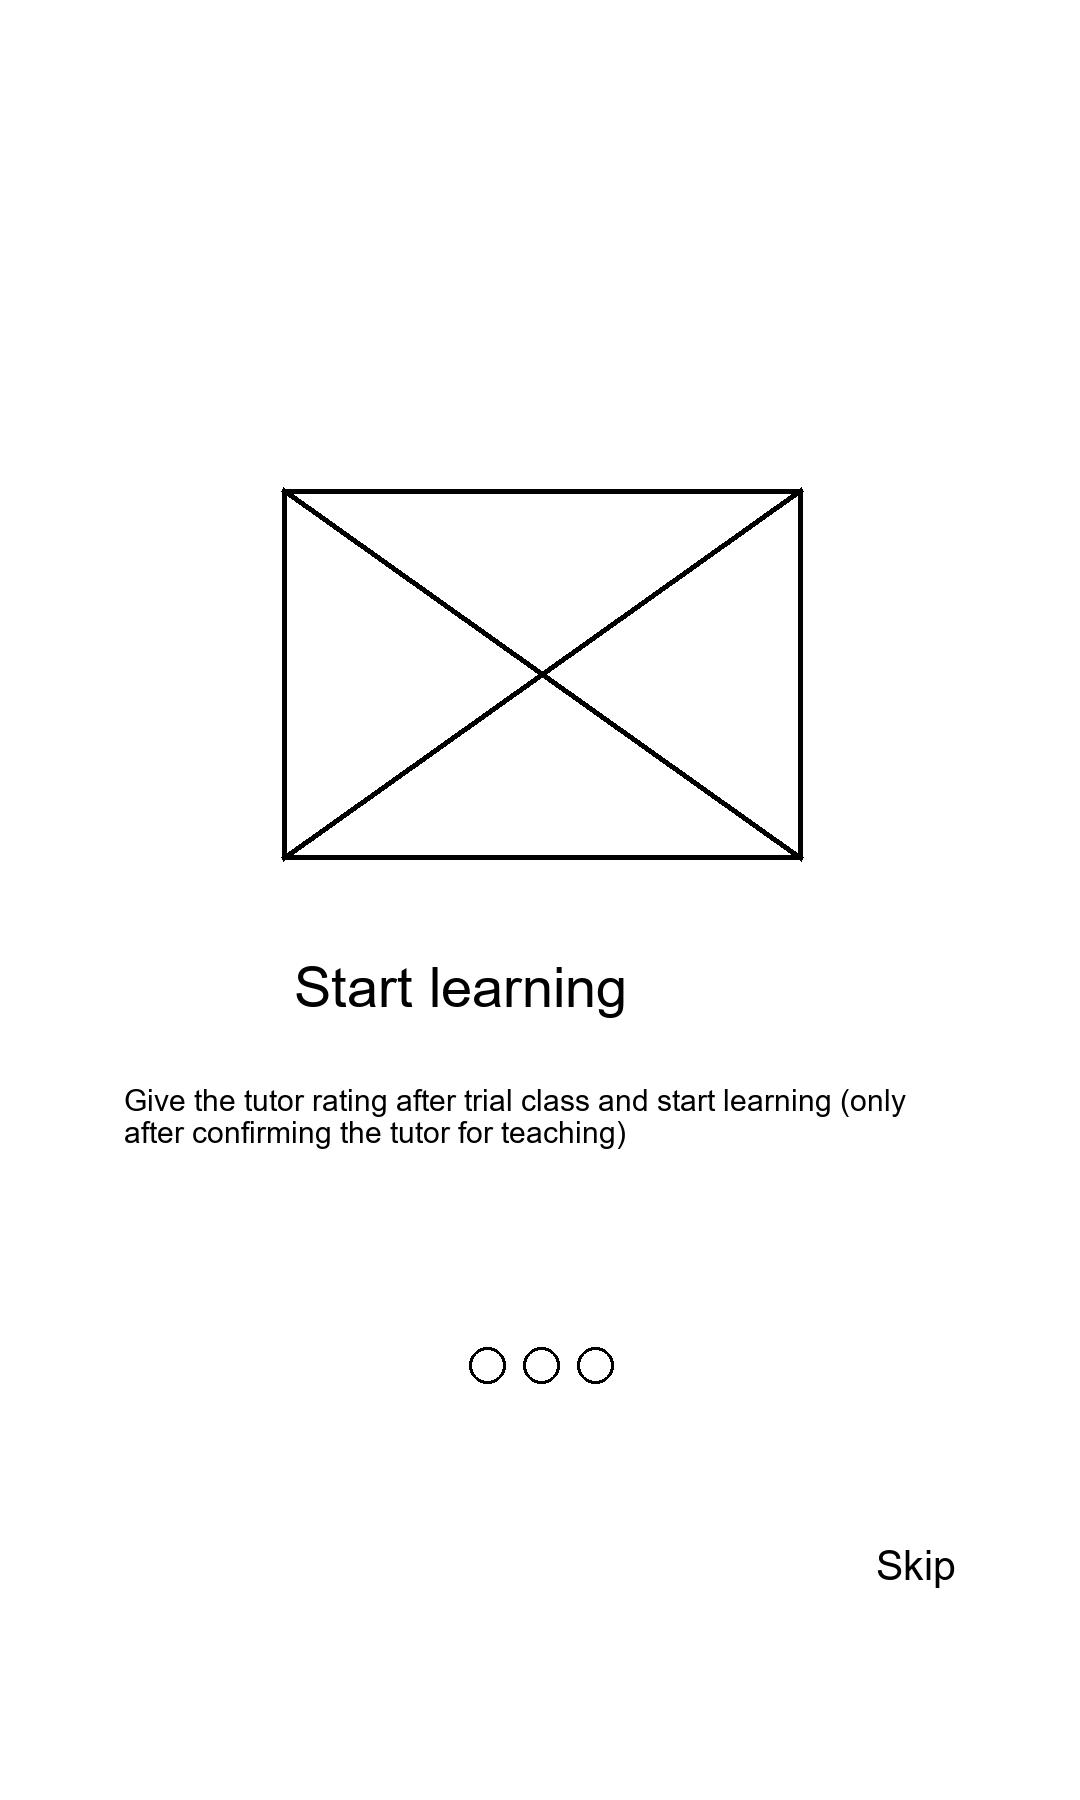 Start learning
Give the tutor rating after trial class and start learning (only
after confirming the tutor for teaching)
Skip